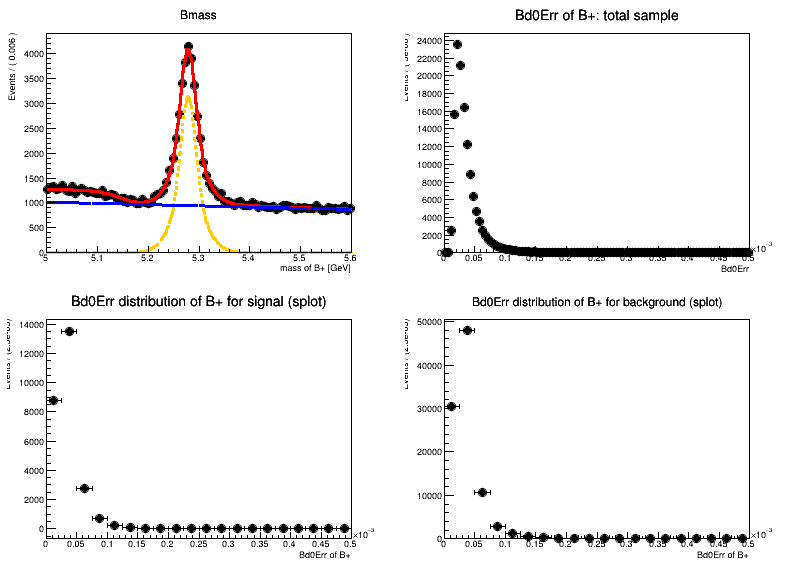 Bmass
Events / ( 0.006 )
4000
3500
3000
2500
2000
1500
1000
500
0
5 5.1 5.2 5.3 5.4 5.5 5.6
mass of B+ [GeV]
Bd0Err of B+: total sample
Events / (
24000
22000
20000
18000
16000
14000
12000
10000
8000
6000
4000
2000
0
0 0.05 0.1 0.15 0.2 0.25 0.3 0.35 0.4 0.45 0.5
×10⁻³
Bd0Err
Bd0Err distribution of B+ for signal (splot)
Events / (
14000
12000
10000
8000
6000
4000
2000
0
0 0.05 0.1 0.15 0.2 0.25 0.3 0.35 0.4 0.45 0.5
×10⁻³
Bd0Err of B+
Bd0Err distribution of B+ for background (splot)
Events / (
50000
40000
30000
20000
10000
0
0 0.05 0.1 0.15 0.2 0.25 0.3 0.35 0.4 0.45 0.5
×10⁻³
Bd0Err of B+